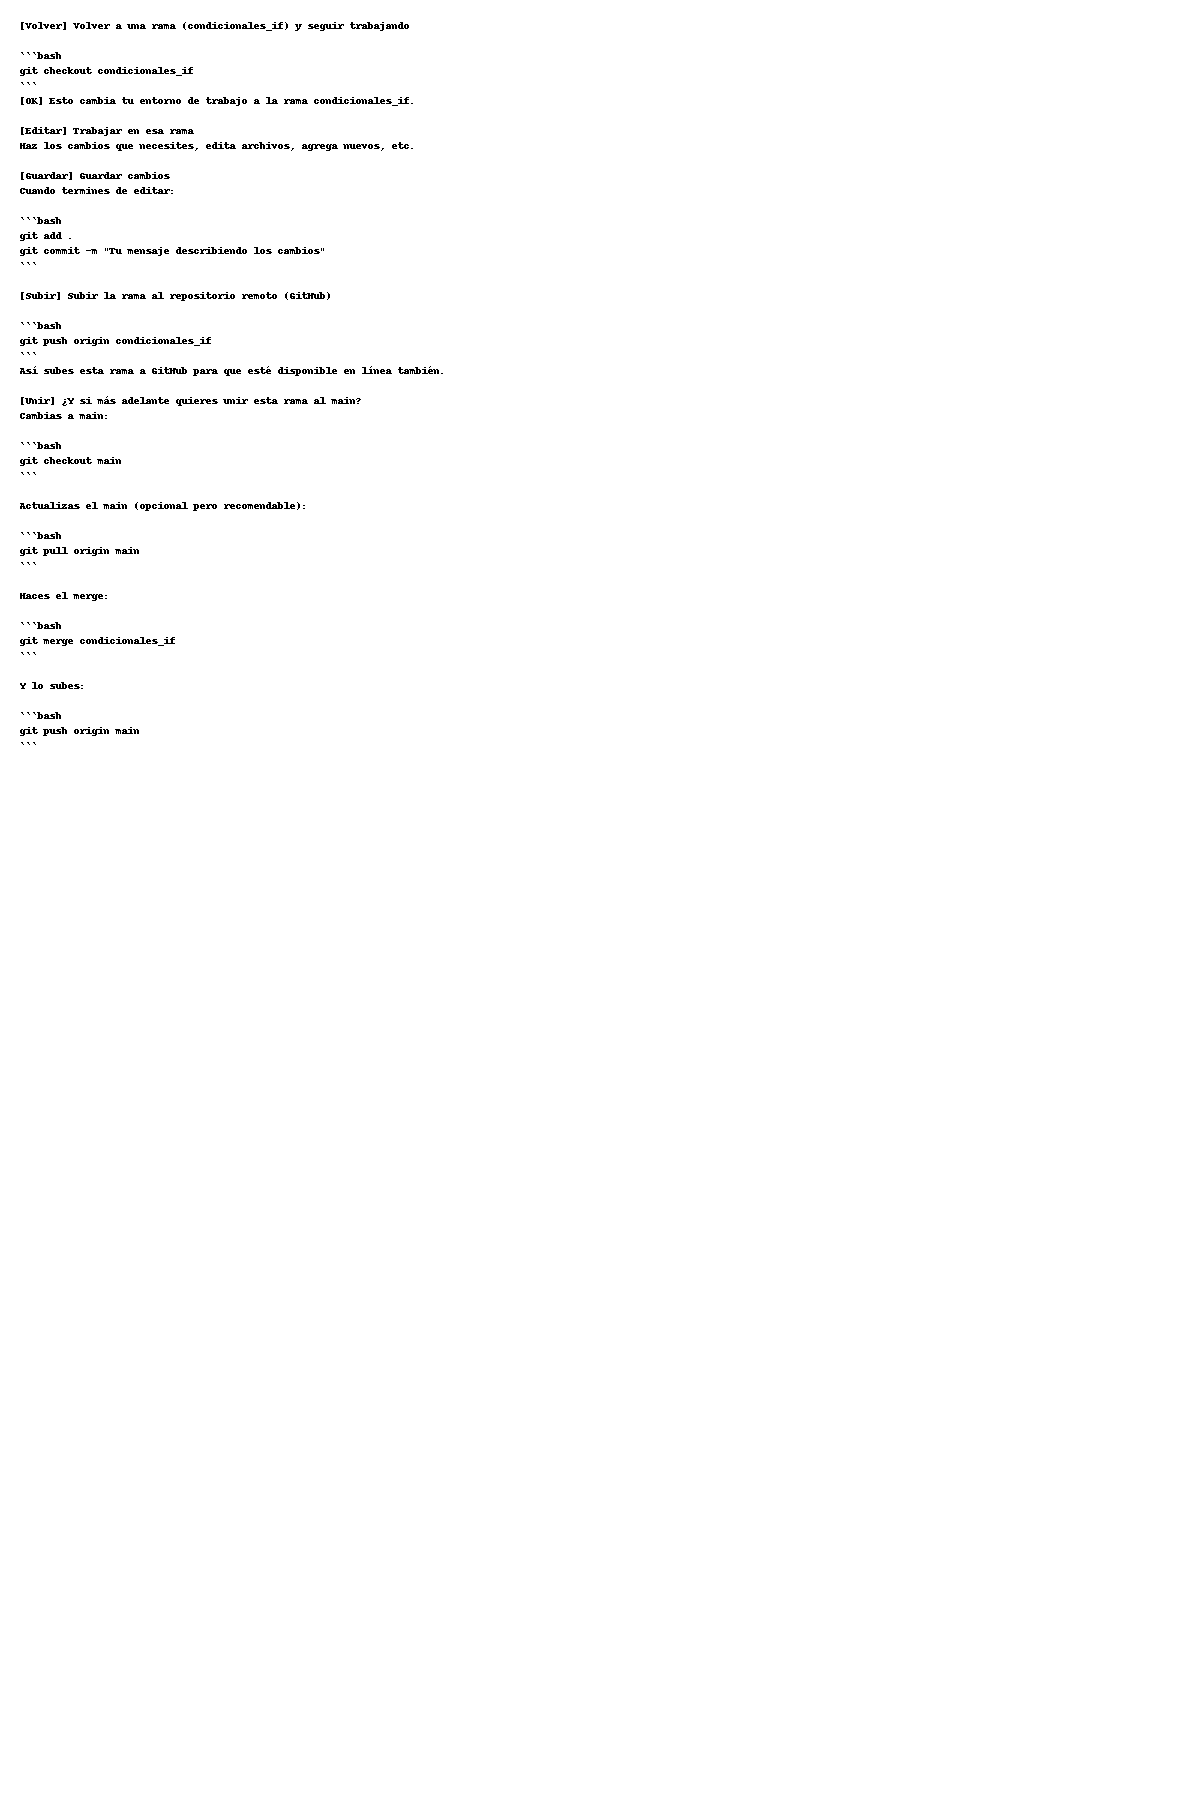 [Volver] Volver a una rama (condicionales_if) y seguir trabajando
```bash
git checkout condicionales_if
```
[OK] Esto cambia tu entorno de trabajo a la rama condicionales_if.
[Editar] Trabajar en esa rama
Haz los cambios que necesites, edita archivos, agrega nuevos, etc.
[Guardar] Guardar cambios
Cuando termines de editar:
```bash
git add .
git commit -m "Tu mensaje describiendo los cambios"
```
[Subir] Subir la rama al repositorio remoto (GitHub)
```bash
git push origin condicionales_if
```
Así subes esta rama a GitHub para que esté disponible en línea también.
[Unir] ¿Y si más adelante quieres unir esta rama al main?
Cambias a main:
```bash
git checkout main
```
Actualizas el main (opcional pero recomendable):
```bash
git pull origin main
```
Haces el merge:
```bash
git merge condicionales_if
```
Y lo subes:
```bash
git push origin main
```